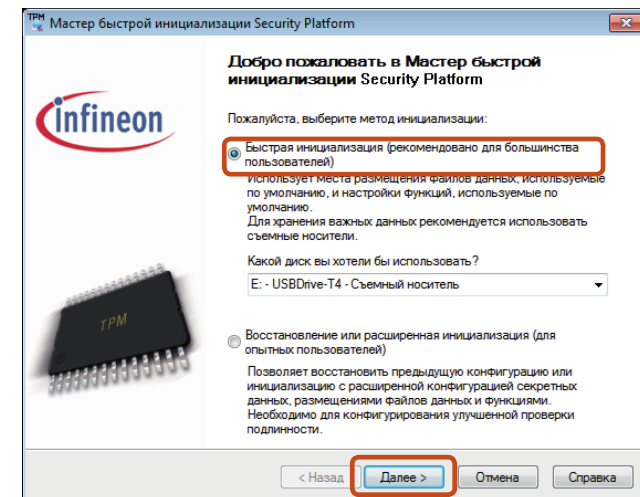 TPM
Мастер быстрой инициализации Security Platform
Добро пожаловать в Мастер быстрой
инициализации Security Platform
infineon
Пожалуйста, выберите метод инициализации:
Быстрая инициализация (рекомендовано для большинства
пользователей)
Использует места размещения файлов данных, используемые
по умолчанию, и настройки функций, используемые по
умолчанию.
Для хранения важных данных рекомендуется использовать
съемные носители.
Какой диск вы хотели бы использовать?
E: - USBDrive-T4 - Съемный носитель
TPM
Восстановление или расширенная инициализация (для
опытных пользователей)
Позволяет восстановить предыдущую конфигурацию или
инициализацию с расширенной конфигурацией секретных
данных, размещениями файлов данных и функциями.
Необходимо для конфигурирования улучшенной проверки
подлинности.
< Назад
Далее >
Отмена
Справка